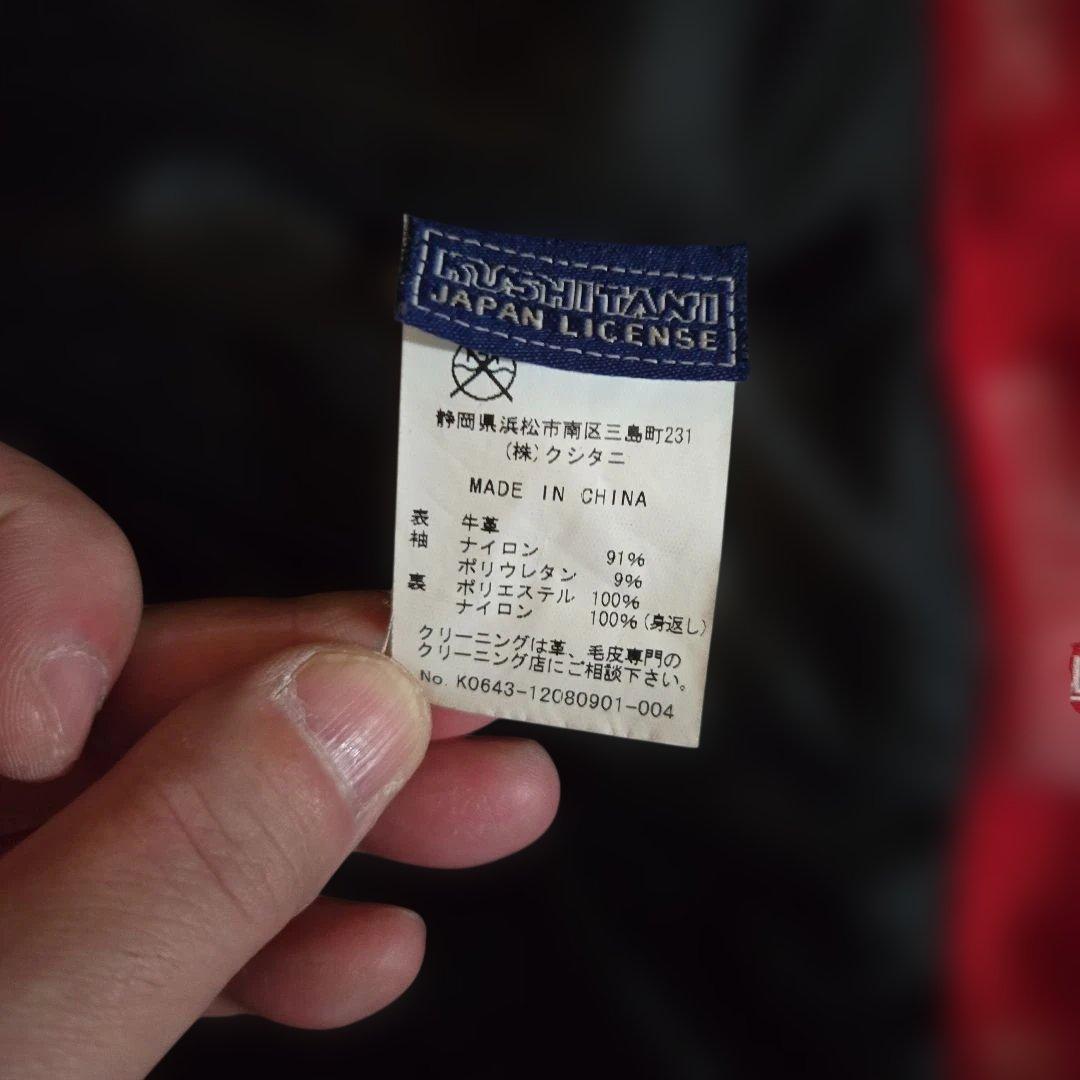 KUSHITANI
JAPAN LICENSE
静岡県浜松市南区三島町231
(株)クシタニ
MADE IN CHINA
表 牛革
袖 ナイロン 91%
ポリウレタン 9%
裏 ポリエステル 100%
ナイロン 100%(身返し)
クリーニングは革、毛皮専門の
クリーニング店にご相談下さい。
No. K0643-12080901-004